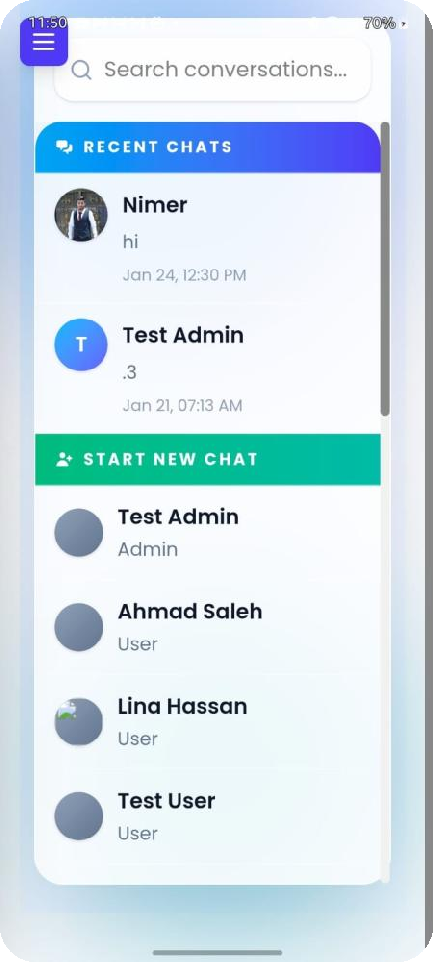 11:50
70%
Search conversations...
RECENT CHATS
Nimer
hi
Jan 24, 12:30 PM
T
Test Admin
.3
Jan 21, 07:13 AM
START NEW CHAT
Test Admin
Admin
Ahmad Saleh
User
Lina Hassan
User
Test User
User